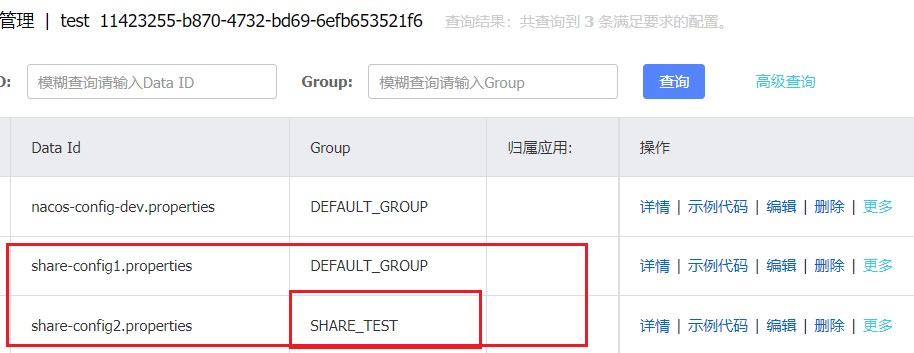 管理 | test 11423255-b870-4732-bd69-6efb653521f6 查询结果：共查询到 3 条满足要求的配置。
D: 模糊查询请输入Data ID Group: 模糊查询请输入Group 查询 高级查询
Data Id Group 归属应用: 操作
nacos-config-dev.properties DEFAULT_GROUP 详情 | 示例代码 | 编辑 | 删除 | 更多
share-config1.properties DEFAULT_GROUP 详情 | 示例代码 | 编辑 | 删除 | 更多
share-config2.properties SHARE_TEST 详情 | 示例代码 | 编辑 | 删除 | 更多